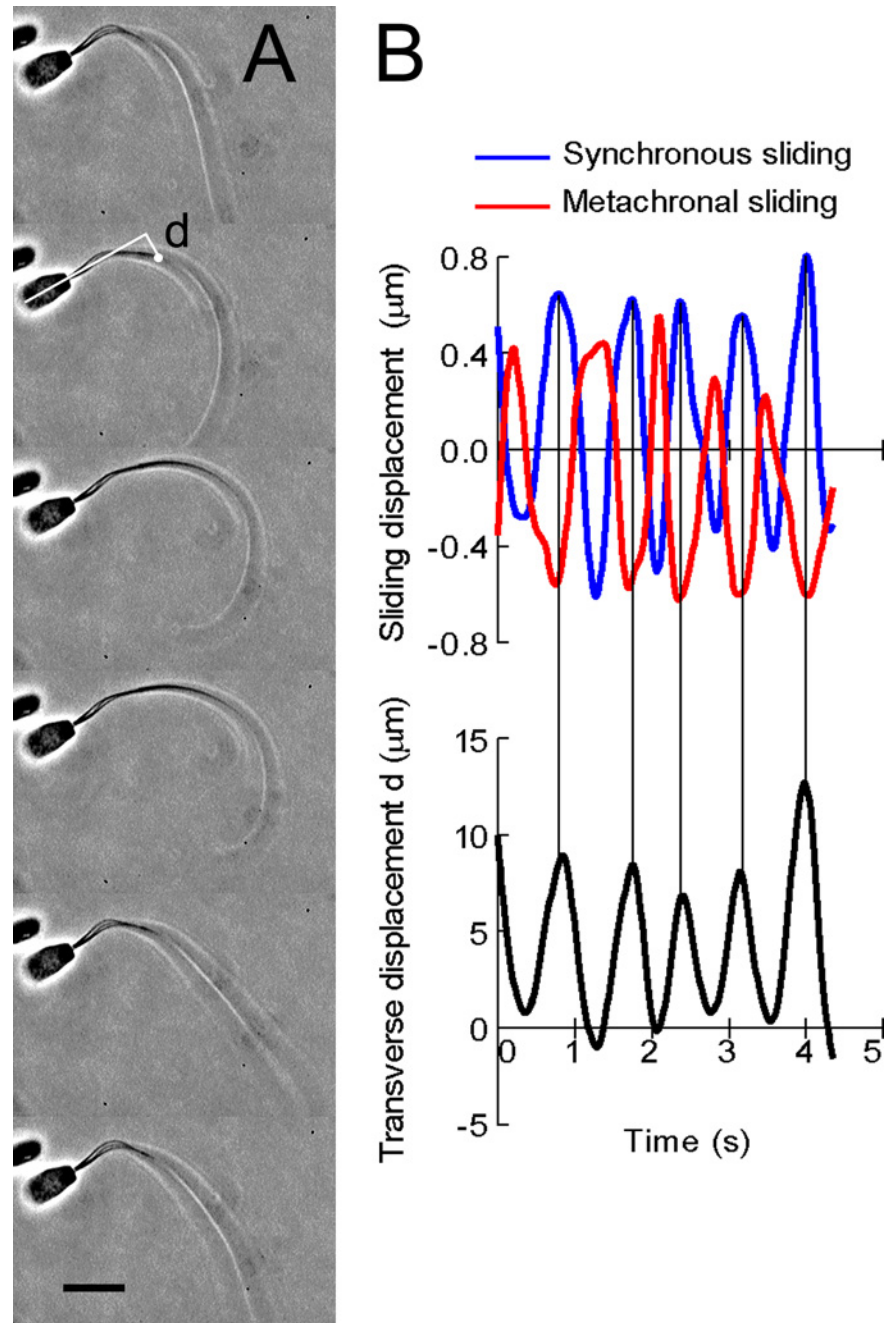 A
B
d
Synchronous sliding
Metachronal sliding
Sliding displacement (μm)
0.8
0.4
0.0
-0.4
-0.8
Transverse displacement d (μm)
15
10
5
0
-5
0 1 2 3 4 5
Time (s)